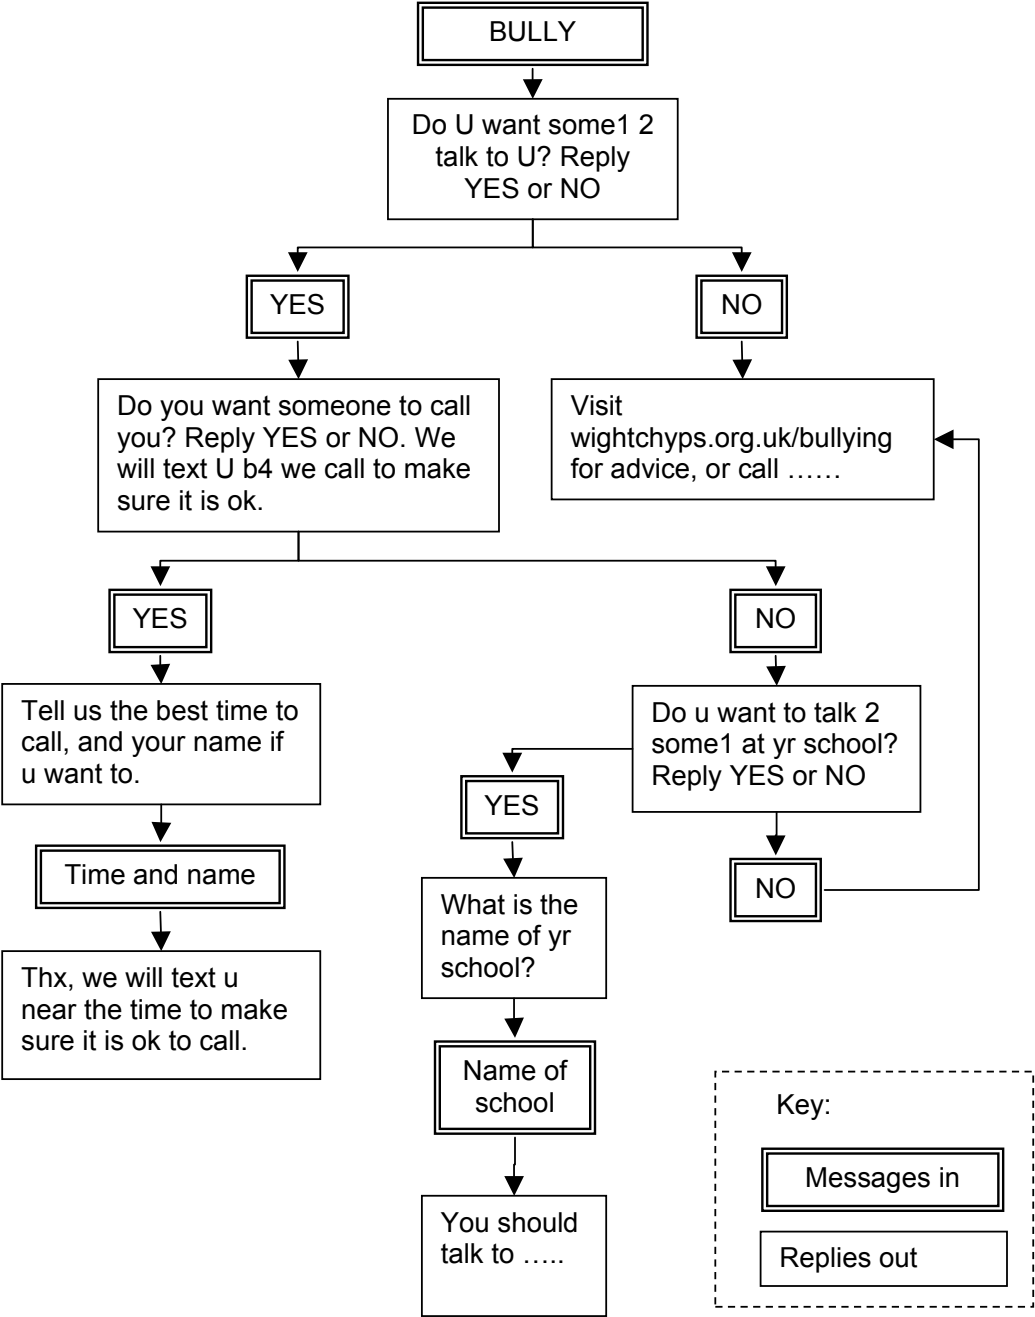 BULLY
Do U want some1 2
talk to U? Reply
YES or NO
YES
NO
Do you want someone to call
you? Reply YES or NO. We
will text U b4 we call to make
sure it is ok.
Visit
wightchyps.org.uk/bullying
for advice, or call ……
YES
NO
Tell us the best time to
call, and your name if
u want to.
Do u want to talk 2
some1 at yr school?
Reply YES or NO
YES
Time and name
NO
What is the
name of yr
school?
Thx, we will text u
near the time to make
sure it is ok to call.
Name of
school
You should
talk to …..
Key:
Messages in
Replies out